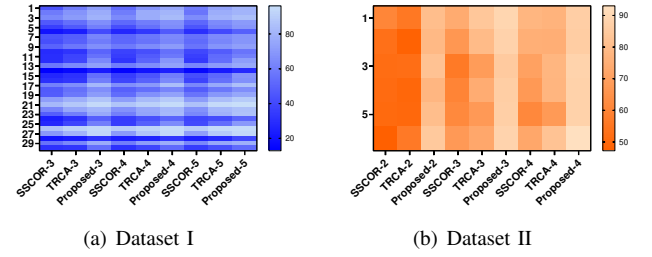 1
3
5
7
9
11
13
15
17
19
21
23
25
27
29
80
60
40
20
SSCOR-3
TRCA-3
Proposed-3
SSCOR-4
TRCA-4
Proposed-4
SSCOR-5
TRCA-5
Proposed-5
(a) Dataset I
1
3
5
90
80
70
60
50
SSCOR-2
TRCA-2
Proposed-2
SSCOR-3
TRCA-3
Proposed-3
SSCOR-4
TRCA-4
Proposed-4
(b) Dataset II